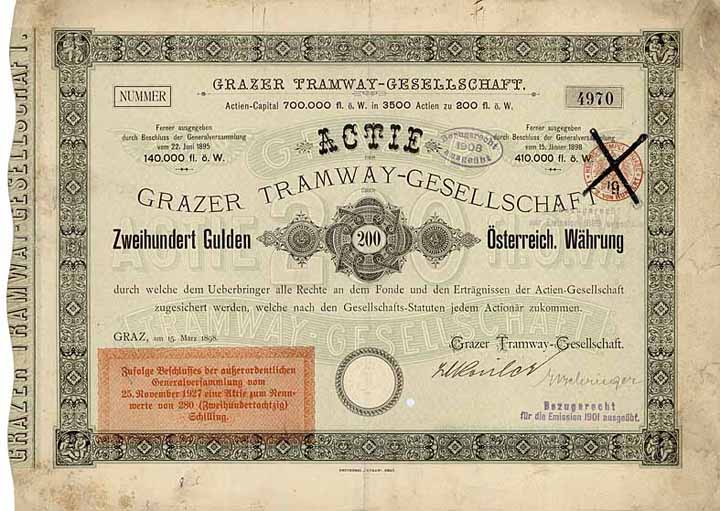 GRAZER TRAMWAY-GESELLSCHAFT.
NUMMER
4970
GRAZER TRAMWAY-GESELLSCHAFT.
Actien-Capital 700.000 fl. ö. W. in 3500 Actien zu 200 fl. ö. W.
Ferner ausgegeben
durch Beschluss der Generalversammlung
vom 22. Juni 1895
140.000 fl. ö. W.
ACTIE
DER
Bezugsrecht
1908
ausgeübt
Ferner ausgegeben
durch Beschluss der Generalversammlung
vom 15. Jänner 1898
410.000 fl. ö. W.
GRAZER TRAMWAY-GESELLSCHAFT
ÜBER
Bezugsrecht
Zweihundert Gulden
200
Österreich. Währung
ACTIE 200 fl. ö. W.
TRAMWAY GESELLSCHAFT
durch welche dem Ueberbringer alle Rechte an dem Fonde und den Erträgnissen der Actien-Gesellschaft
zugesichert werden, welche nach den Gesellschafts-Statuten jedem Actionär zukommen.
GRAZ, am 15. März 1898.
Grazer Tramway-Gesellschaft.
Zufolge Beschlusses der außerordentlichen
Generalversammlung vom
25. November 1927 eine Aktie zum Nenn-
werte von 280 (Zweihundertachtzig)
Schilling.
Bezugsrecht
für die Emission 1901 ausgeübt.